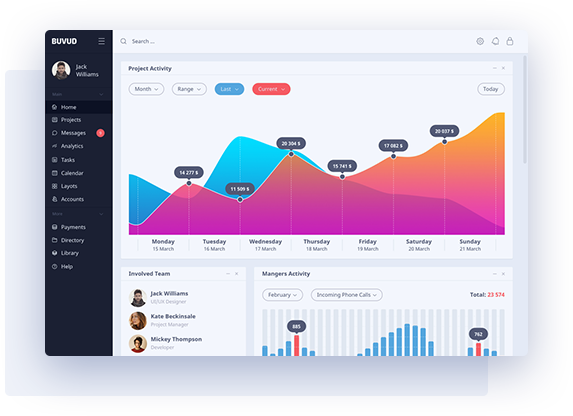 BUVUD
Search ...
Jack
Williams
Main
Home
Projects
Messages
Analytics
Tasks
Calendar
Layots
Accounts
More
Payments
Directory
Library
Help
Project Activity
Month
Range
Last
Current
Today
14 277 $
11 509 $
20 304 $
15 741 $
17 082 $
20 037 $
Monday
15 March
Tuesday
16 March
Wednesday
17 March
Thursday
18 March
Friday
19 March
Saturday
20 March
Sunday
21 March
Involved Team
Jack Williams
UI/UX Designer
Kate Beckinsale
Project Manager
Mickey Thompson
Developer
Mangers Activity
February
Incoming Phone Calls
Total: 23 574
885
762